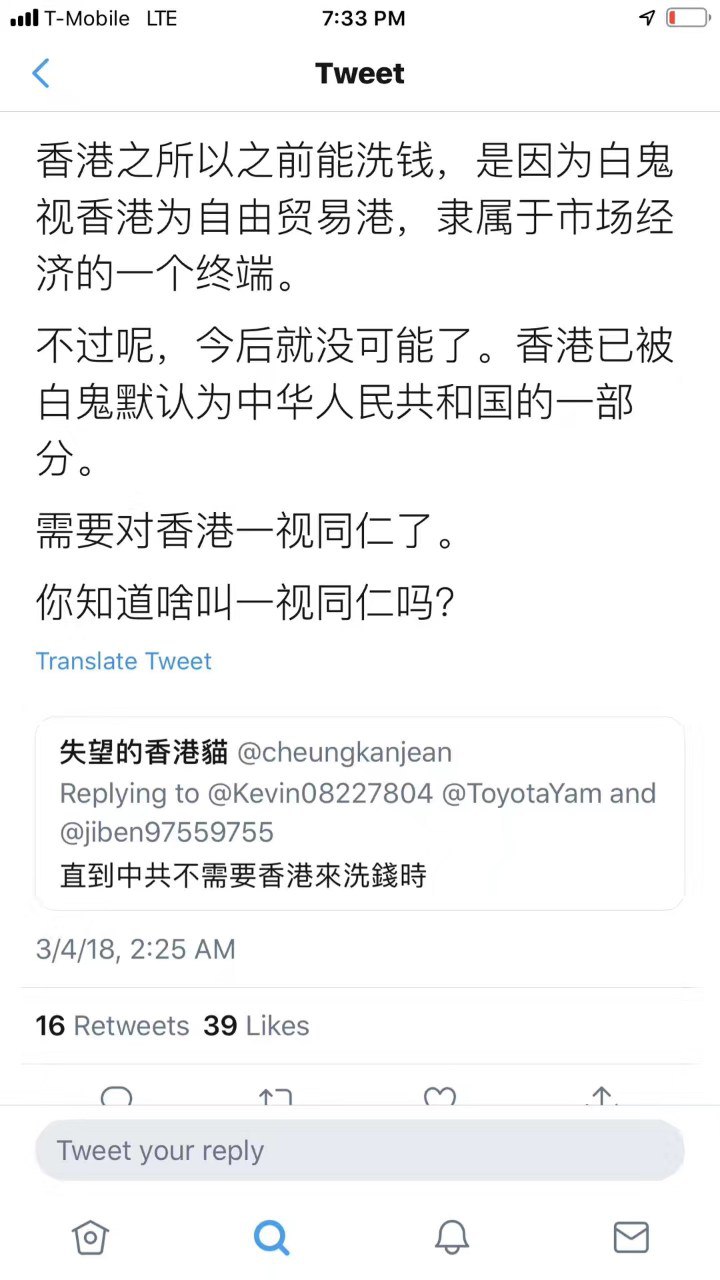 T-Mobile LTE 7:33 PM
Tweet
香港之所以之前能洗钱，是因为白鬼
视香港为自由贸易港，隶属于市场经
济的一个终端。
不过呢，今后就没可能了。香港已被
白鬼默认为中华人民共和国的一部
分。
需要对香港一视同仁了。
你知道啥叫一视同仁吗？
Translate Tweet
失望的香港貓 @cheungkanjean
Replying to @Kevin08227804 @ToyotaYam and
@jiben97559755
直到中共不需要香港來洗錢時
3/4/18, 2:25 AM
16 Retweets 39 Likes
Tweet your reply